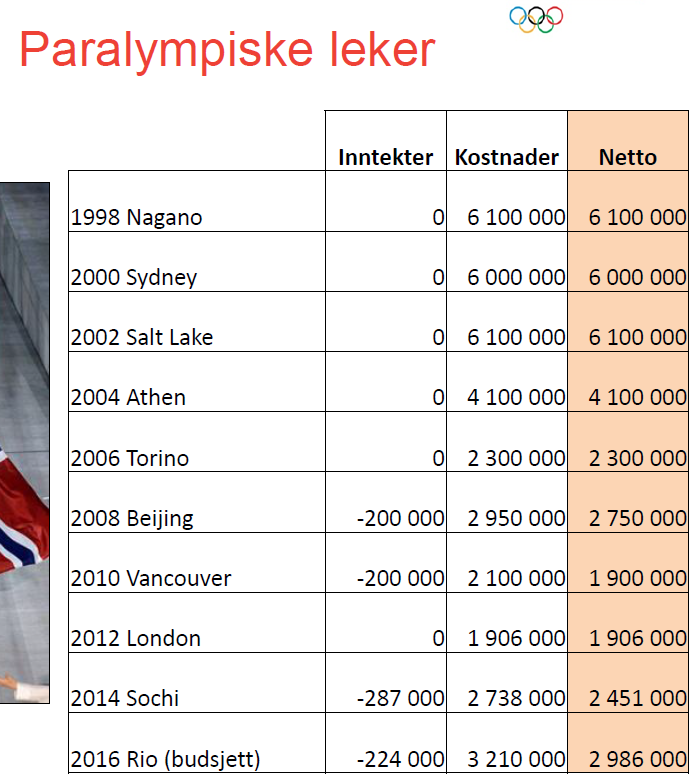 Paralympiske leker
Inntekter Kostnader Netto
1998 Nagano 0 6 100 000 6 100 000
2000 Sydney 0 6 000 000 6 000 000
2002 Salt Lake 0 6 100 000 6 100 000
2004 Athen 0 4 100 000 4 100 000
2006 Torino 0 2 300 000 2 300 000
2008 Beijing -200 000 2 950 000 2 750 000
2010 Vancouver -200 000 2 100 000 1 900 000
2012 London 0 1 906 000 1 906 000
2014 Sochi -287 000 2 738 000 2 451 000
2016 Rio (budsjett) -224 000 3 210 000 2 986 000